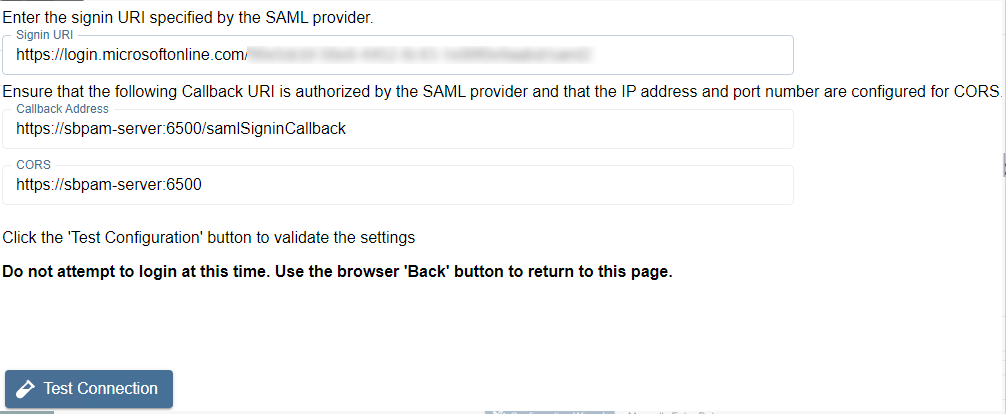 Enter the signin URI specified by the SAML provider.
Signin URI
https://login.microsoftonline.com/
Ensure that the following Callback URI is authorized by the SAML provider and that the IP address and port number are configured for CORS.
Callback Address
https://sbpam-server:6500/samlSigninCallback
CORS
https://sbpam-server:6500
Click the 'Test Configuration' button to validate the settings
Do not attempt to login at this time. Use the browser 'Back' button to return to this page.
Test Connection